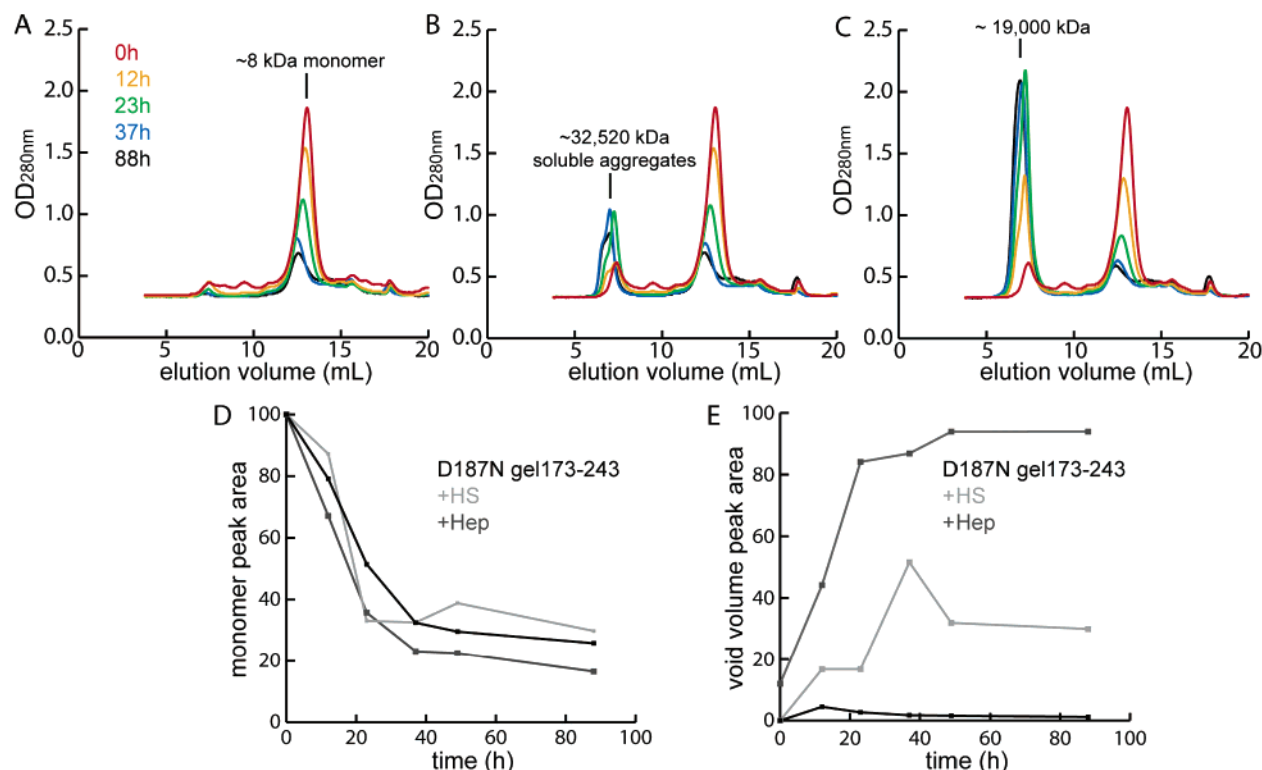 A
0h
12h
23h
37h
88h
~8 kDa monomer
OD280nm
2.5
2.0
1.5
1.0
0.5
0.0
0 5 10 15 20
elution volume (mL)
B
~32,520 kDa
soluble aggregates
OD280nm
2.5
2.0
1.5
1.0
0.5
0.0
0 5 10 15 20
elution volume (mL)
C
~ 19,000 kDa
OD280nm
2.5
2.0
1.5
1.0
0.5
0.0
0 5 10 15 20
elution volume (mL)
D
monomer peak area
100
80
60
40
20
0
D187N gel173-243
+HS
+Hep
0 20 40 60 80 100
time (h)
E
void volume peak area
100
80
60
40
20
0
D187N gel173-243
+HS
+Hep
0 20 40 60 80 100
time (h)